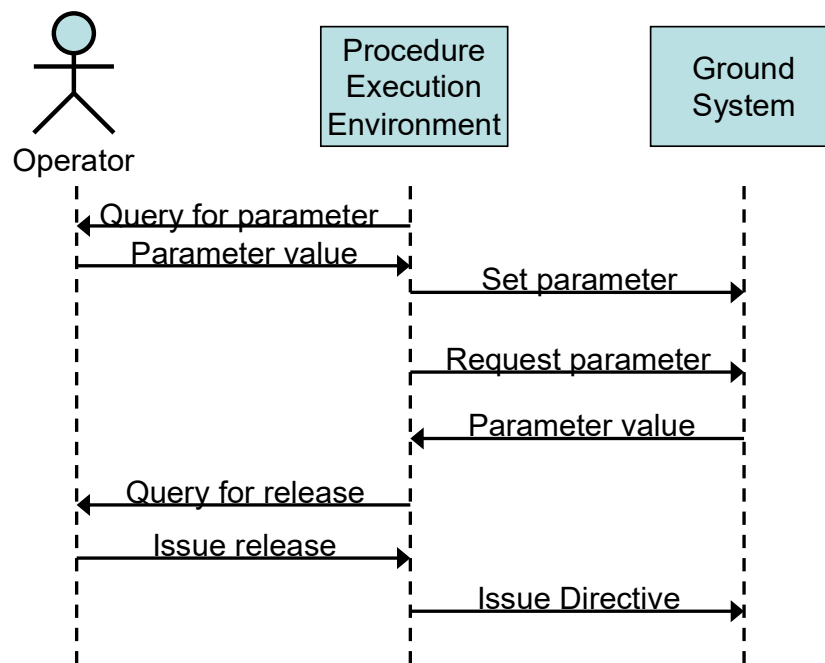 Procedure
Execution
Environment
Ground
System
Operator
Query for parameter
Parameter value
Set parameter
Request parameter
Parameter value
Query for release
Issue release
Issue Directive